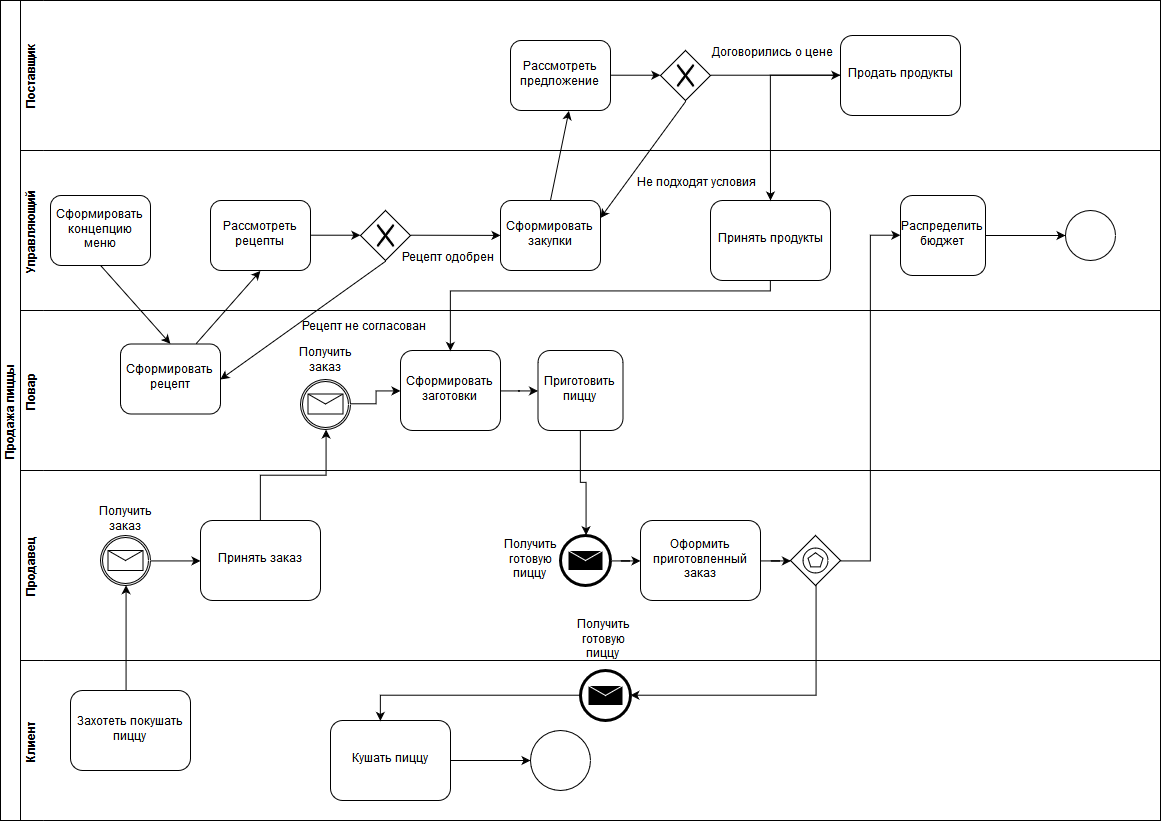 Продажа пиццы
Поставщик
Рассмотреть
предложение
Договорились о цене
Продать продукты
Не подходят условия
Управляющий
Сформировать
концепцию
меню
Рассмотреть
рецепты
Рецепт одобрен
Сформировать
закупки
Принять продукты
Распределить
бюджет
Повар
Сформировать
рецепт
Рецепт не согласован
Получить
заказ
Сформировать
заготовки
Приготовить
пиццу
Продавец
Получить
заказ
Принять заказ
Получить
готовую
пиццу
Оформить
приготовленный
заказ
Получить
готовую
пиццу
Клиент
Захотеть покушать
пиццу
Кушать пиццу